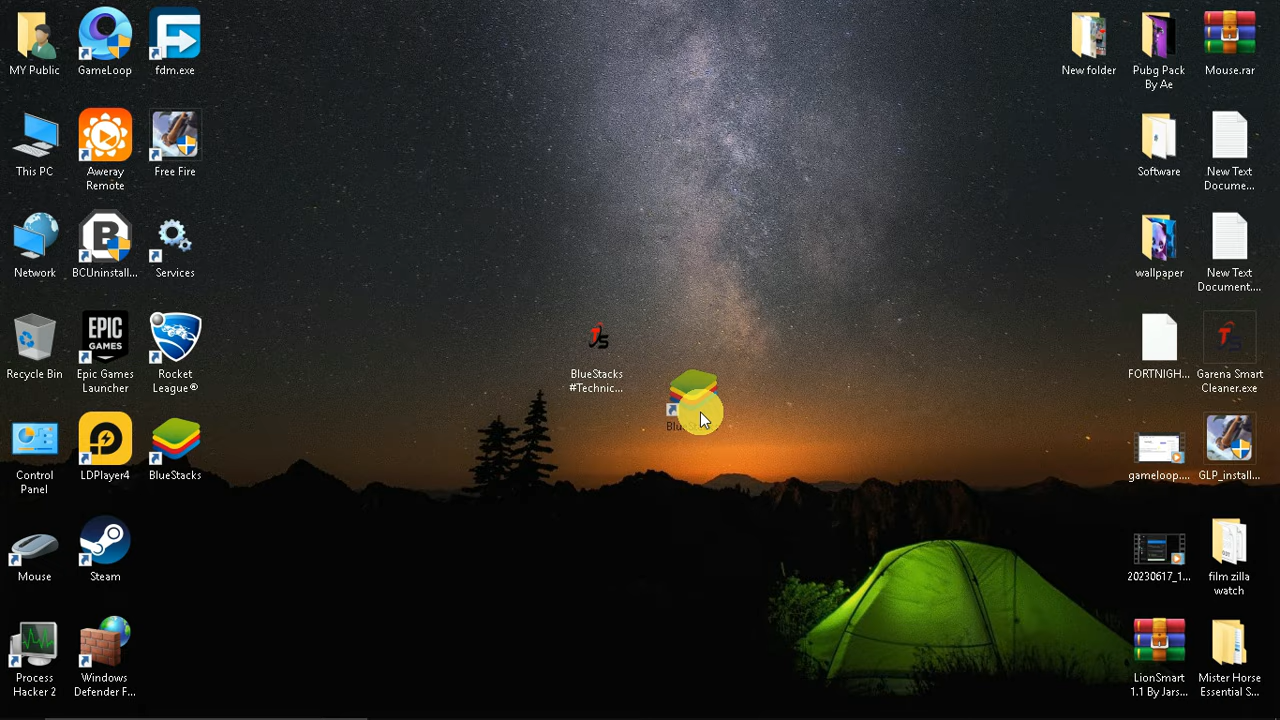 MY Public
GameLoop
fdm.exe
This PC
Aweray
Remote
Free Fire
Network
BCUninstall...
Services
Recycle Bin
EPIC
GAMES
Epic Games
Launcher
Rocket
League®
Control
Panel
LDPlayer4
BlueStacks
Mouse
Steam
Process
Hacker 2
Windows
Defender F...
TS
BlueStacks
#Technic...
New folder
Pubg Pack
By Ae
Mouse.rar
Software
New Text
Docume...
wallpaper
New Text
Document....
FORTNIGH...
Garena Smart
Cleaner.exe
gameloop....
GLP_install...
20230617_1...
film zilla
watch
LionSmart
1.1 By Jars...
Mister Horse
Essential S...